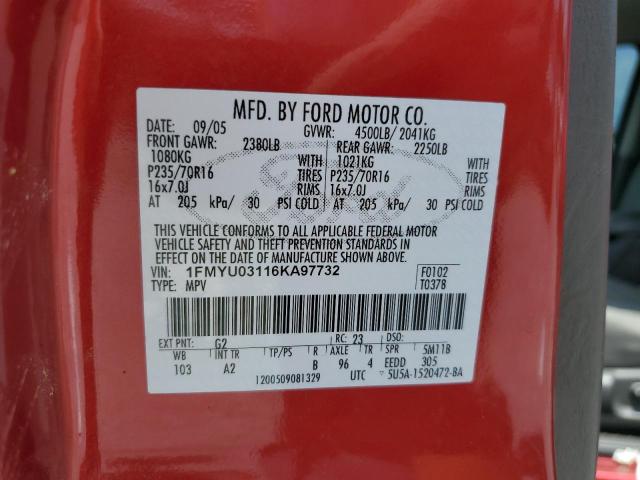 MFD. BY FORD MOTOR CO.
DATE: 09/05 GVWR: 4500LB/ 2041KG
FRONT GAWR: 2380LB REAR GAWR: 2250LB
1080KG WITH 1021KG WITH
P235/70R16 TIRES P235/70R16 TIRES
16x7.0J RIMS 16x7.0J RIMS
AT 205 kPa/ 30 PSI COLD AT 205 kPa/ 30 PSI COLD
THIS VEHICLE CONFORMS TO ALL APPLICABLE FEDERAL MOTOR
VEHICLE SAFETY AND THEFT PREVENTION STANDARDS IN
EFFECT ON THE DATE OF MANUFACTURE SHOWN ABOVE.
VIN: 1FMYU03116KA97732 F0102
TYPE: MPV T0378
EXT PNT: G2 RC: 23 DSO:
WB INT TR TP/PS R AXLE TR SPR 5M11B
103 A2 B 96 4 EEDD 305
1200509081329 UTC 5U5A-1520472-BA
Ford